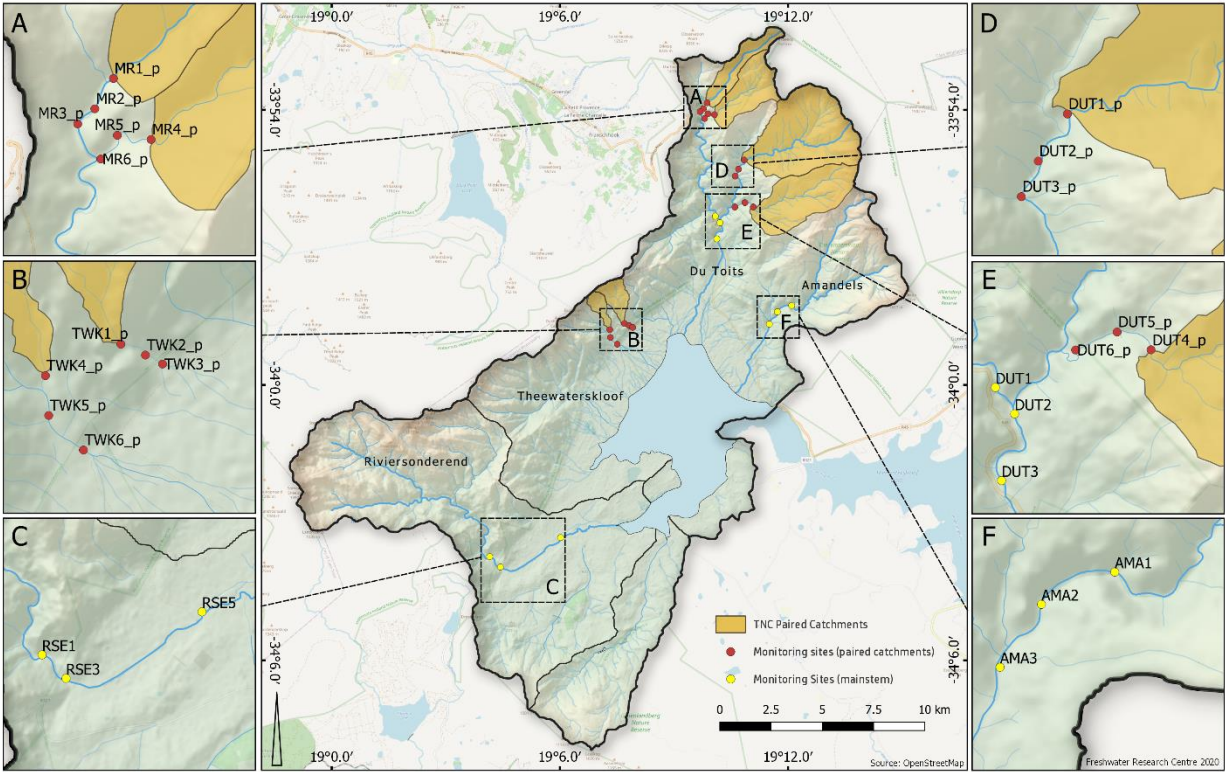 A
MR1_p
MR2_p
MR3_p
MR5_p
MR4_p
MR6_p
B
TWK1_p
TWK2_p
TWK3_p
TWK4_p
TWK5_p
TWK6_p
C
RSE5
RSE1
RSE3
19°0.0'
19°6.0'
19°12.0'
-33°54.0'
-33°54.0'
A
D
E
Du Toits
Amandels
F
B
-34°0.0'
-34°0.0'
Theewaterskloof
Riviersonderend
C
TNC Paired Catchments
Monitoring sites (paired catchments)
Monitoring Sites (mainstem)
-34°6.0'
-34°6.0'
0 2.5 5 7.5 10 km
19°0.0'
19°6.0'
19°12.0'
Source: OpenStreetMap
D
DUT1_p
DUT2_p
DUT3_p
E
DUT5_p
DUT4_p
DUT6_p
DUT1
DUT2
DUT3
F
AMA1
AMA2
AMA3
Freshwater Research Centre 2020